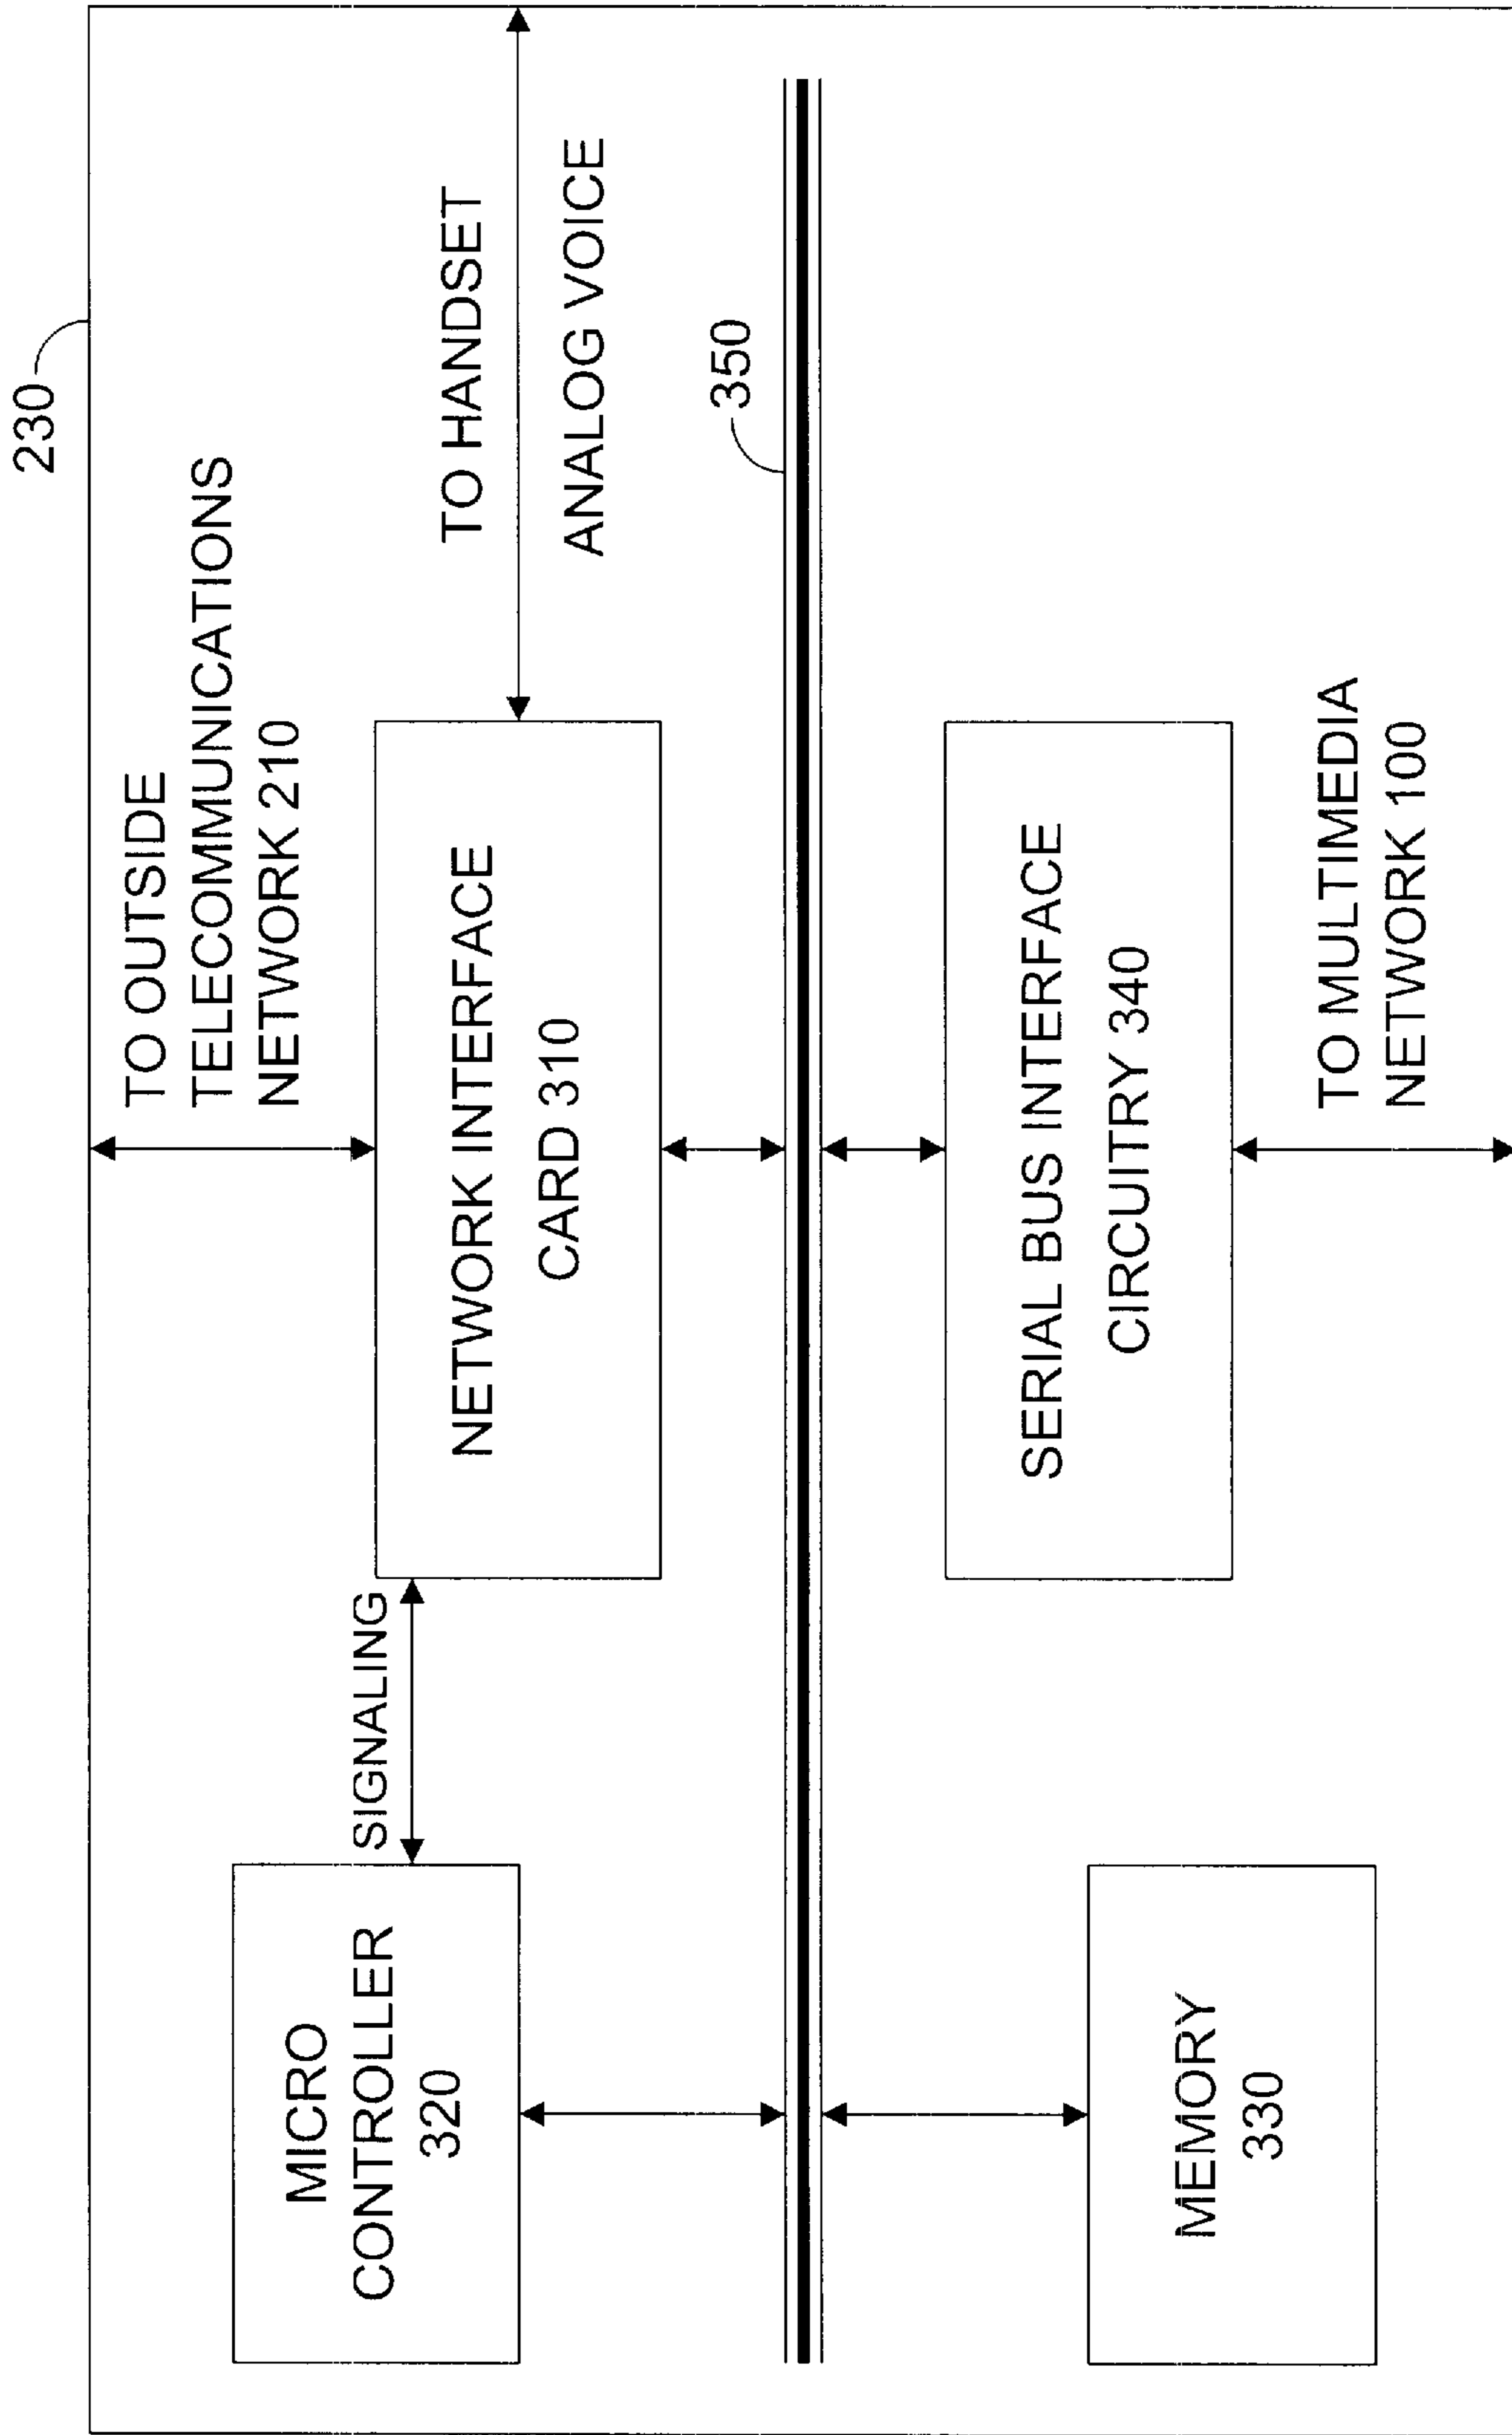 230
TO OUTSIDE
TELECOMMUNICATIONS
NETWORK 210
MICRO
CONTROLLER
320
SIGNALING
NETWORK INTERFACE
CARD 310
TO HANDSET
ANALOG VOICE
350
MEMORY
330
SERIAL BUS INTERFACE
CIRCUITRY 340
TO MULTIMEDIA
NETWORK 100